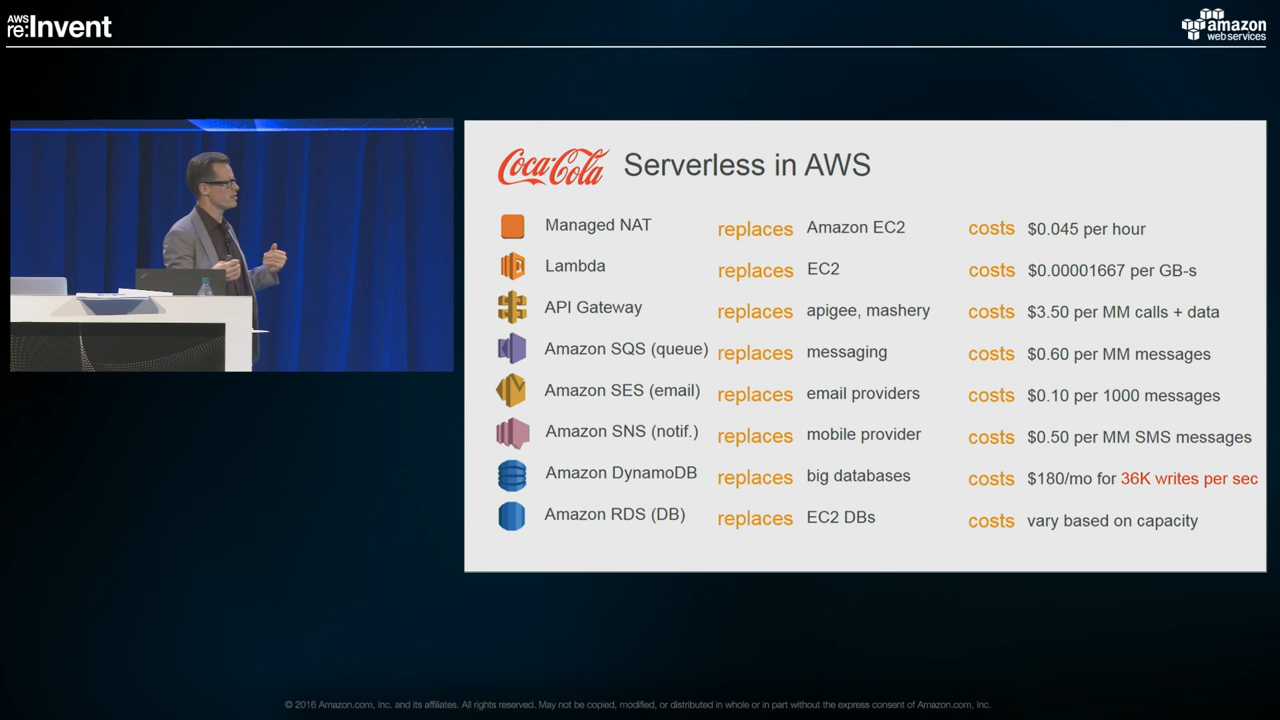 AWS
re:Invent
amazon
web services
Coca-Cola Serverless in AWS
Managed NAT replaces Amazon EC2 costs $0.045 per hour
Lambda replaces EC2 costs $0.00001667 per GB-s
API Gateway replaces apigee, mashery costs $3.50 per MM calls + data
Amazon SQS (queue) replaces messaging costs $0.60 per MM messages
Amazon SES (email) replaces email providers costs $0.10 per 1000 messages
Amazon SNS (notif.) replaces mobile provider costs $0.50 per MM SMS messages
Amazon DynamoDB replaces big databases costs $180/mo for 36K writes per sec
Amazon RDS (DB) replaces EC2 DBs costs vary based on capacity
© 2016 Amazon.com, Inc. and its affiliates. All rights reserved. May not be copied, modified, or distributed in whole or in part without the express consent of Amazon.com, Inc.